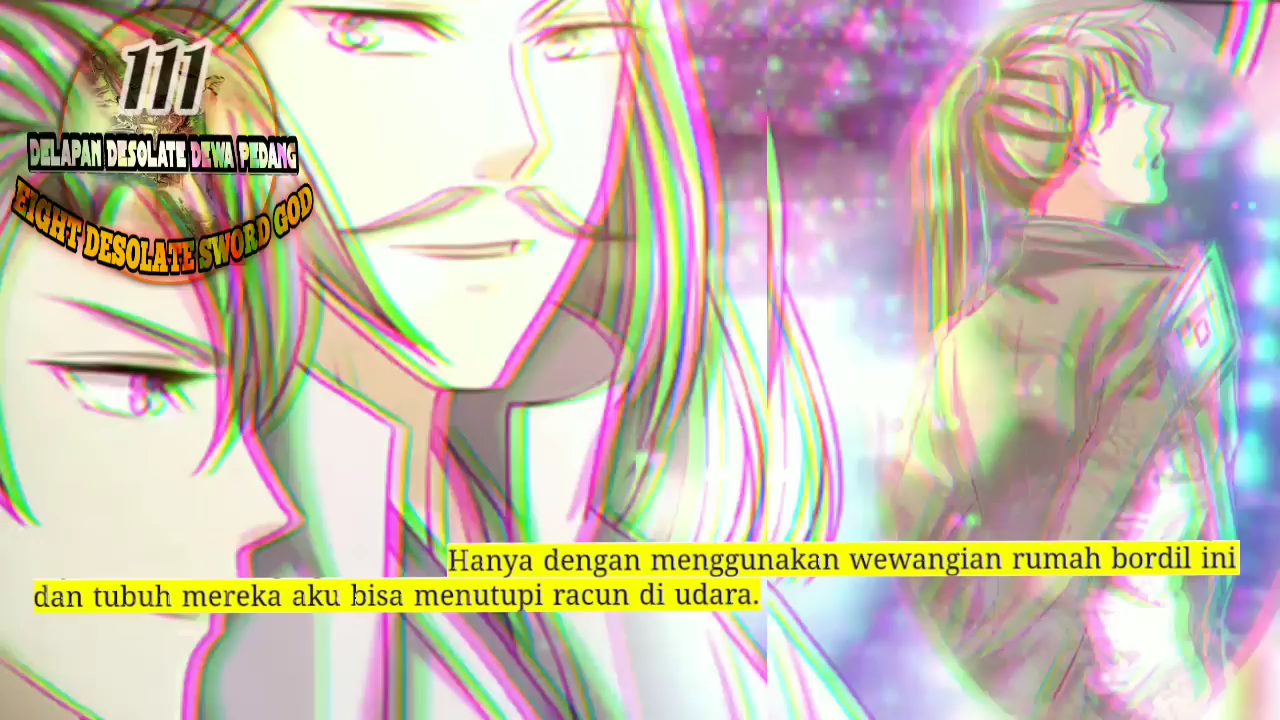 111
DELAPAN DESOLATE DEWA PEDANG
EIGHT DESOLATE SWORD GOD
Hanya dengan menggunakan wewangian rumah bordil ini
dan tubuh mereka aku bisa menutupi racun di udara.